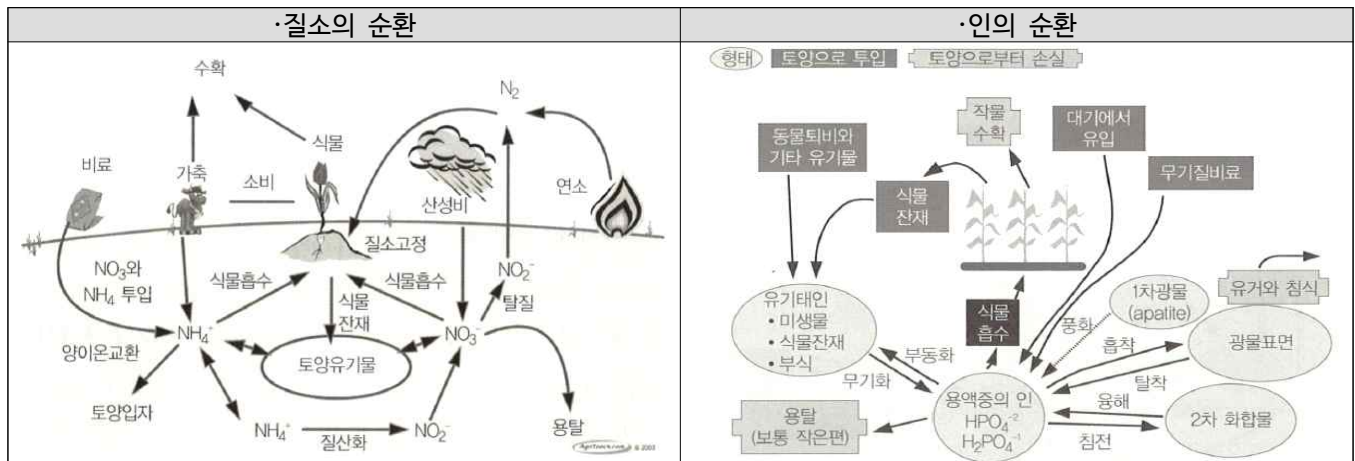 ·질소의 순환
수확
N₂
식물
비료
가축
소비
산성비
연소
질소고정
NO₃와
NH₄ 투입
식물흡수
식물흡수
NO₂⁻
탈질
식물
잔재
NH₄⁺
NO₃⁻
양이온교환
토양유기물
토양입자
NH₄⁺
질산화
NO₂⁻
용탈
·인의 순환
형태
토양으로 투입
토양으로부터 손실
작물
수확
대기에서
유입
동물퇴비와
기타 유기물
무기질비료
식물
잔재
유기태인
• 미생물
• 식물잔재
• 부식
식물
흡수
1차광물
(apatite)
유거와 침식
풍화
흡착
광물표면
부동화
무기화
탈착
용탈
(보통 작은편)
용액중의 인
HPO₄⁻²
H₂PO₄⁻¹
융해
침전
2차 화합물